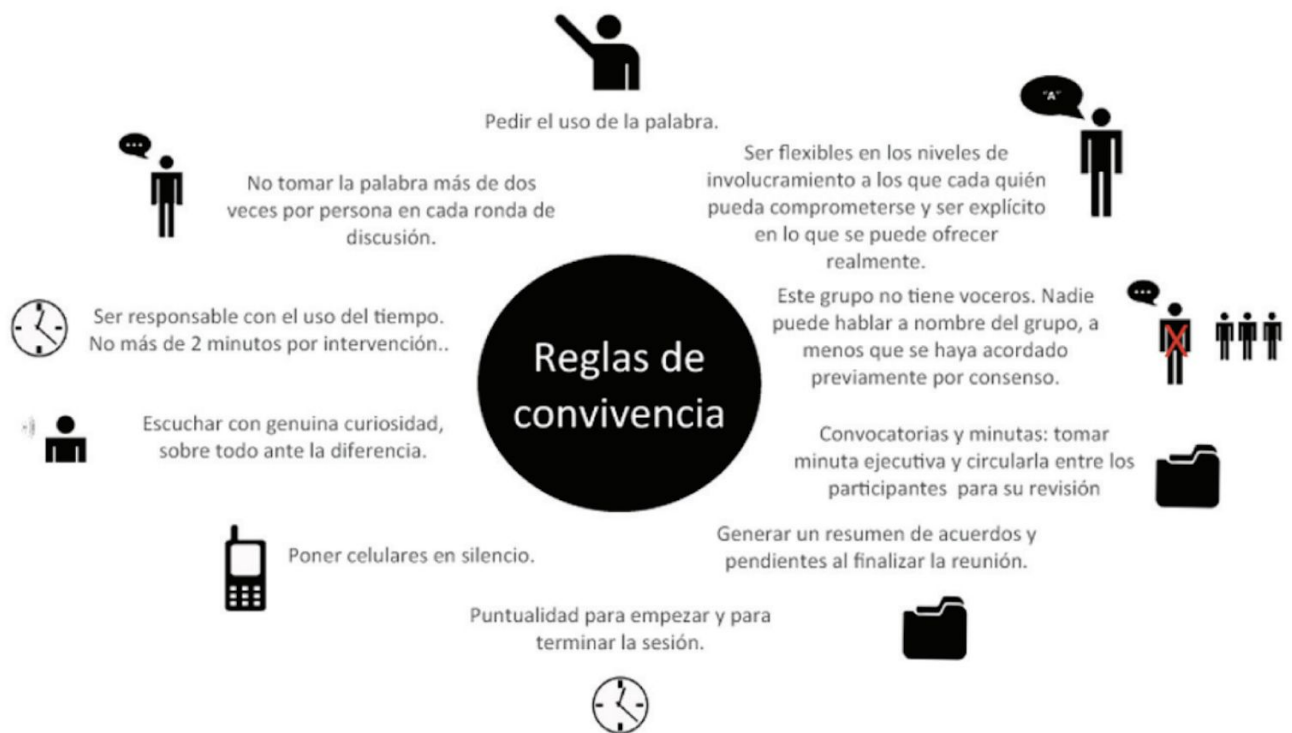 Pedir el uso de la palabra.
"A"
Ser flexibles en los niveles de
involucramiento a los que cada quién
pueda comprometerse y ser explícito
en lo que se puede ofrecer
realmente.
No tomar la palabra más de dos
veces por persona en cada ronda de
discusión.
Este grupo no tiene voceros. Nadie
puede hablar a nombre del grupo, a
menos que se haya acordado
previamente por consenso.
Ser responsable con el uso del tiempo.
No más de 2 minutos por intervención..
Reglas de
convivencia
Escuchar con genuina curiosidad,
sobre todo ante la diferencia.
Convocatorias y minutas: tomar
minuta ejecutiva y circularla entre los
participantes para su revisión
Poner celulares en silencio.
Generar un resumen de acuerdos y
pendientes al finalizar la reunión.
Puntualidad para empezar y para
terminar la sesión.